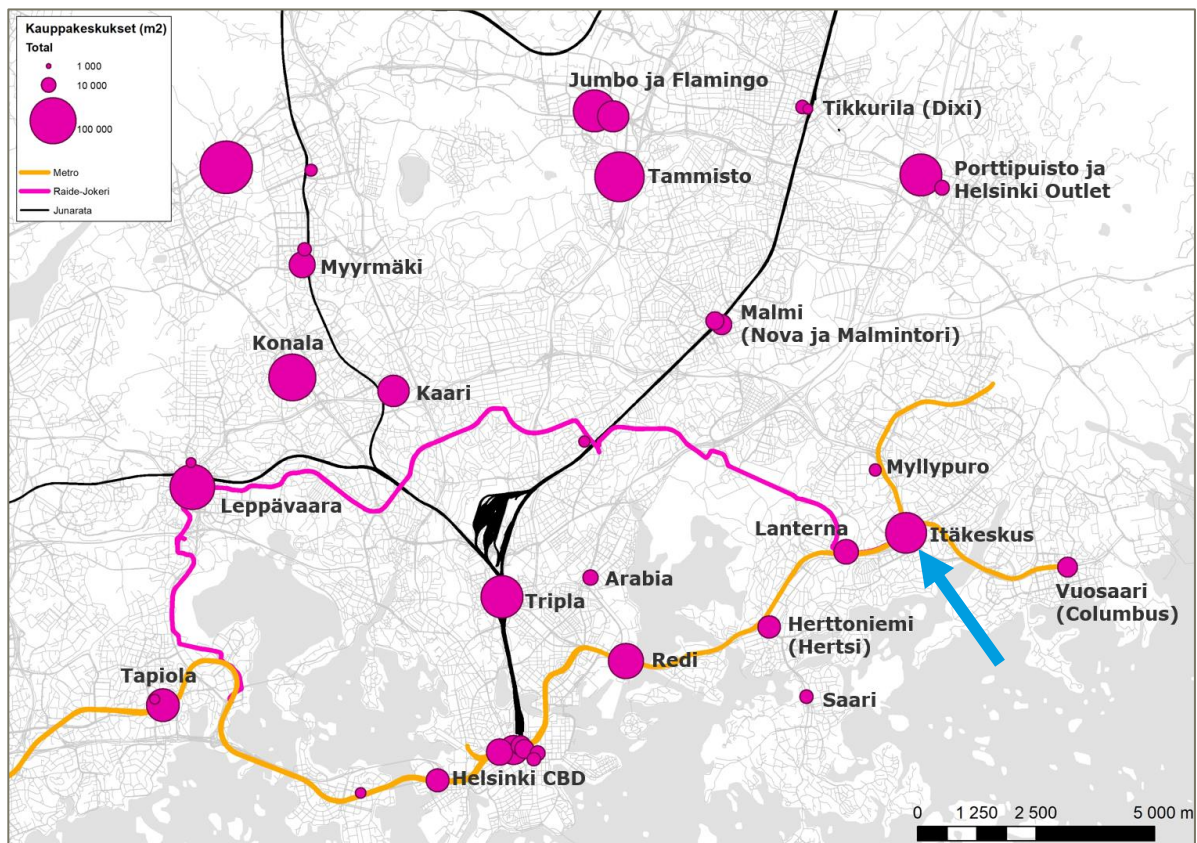 Kauppakeskukset (m2)
Total
1 000
10 000
100 000
Metro
Raide-Jokeri
Junarata
Jumbo ja Flamingo
Tikkurila (Dixi)
Tammisto
Porttipuisto ja
Helsinki Outlet
Myyrmäki
Malmi
(Nova ja Malmintori)
Konala
Kaari
Myllypuro
Leppävaara
Lanterna
Itäkeskus
Arabia
Vuosaari
(Columbus)
Tripla
Herttoniemi
(Hertsi)
Redi
Tapiola
Saari
Helsinki CBD
0 1 250 2 500 5 000 m